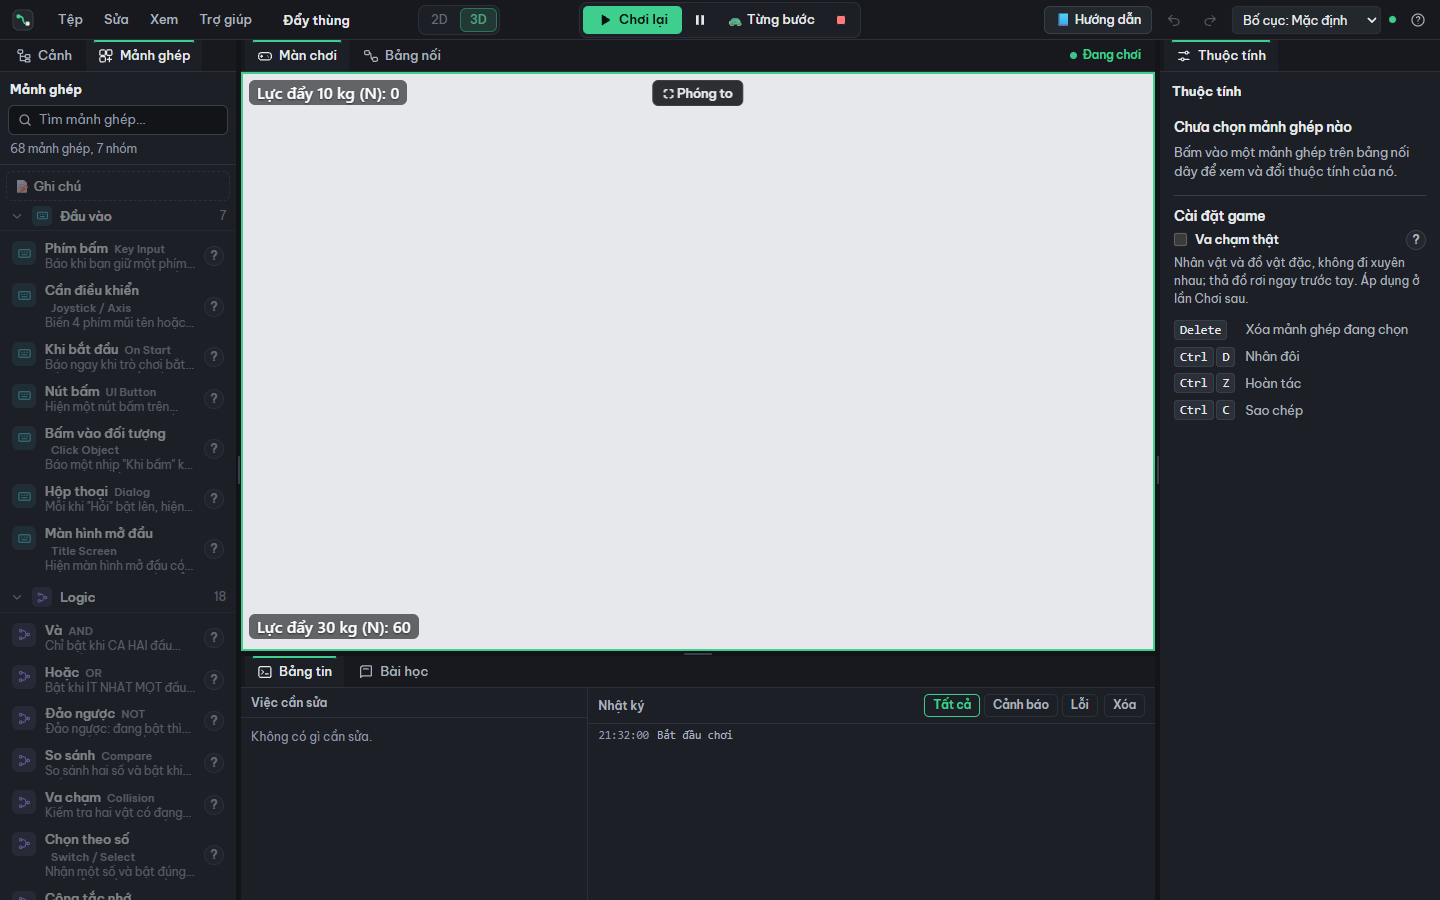 Tệp Sửa Xem Trợ giúp Đẩy thùng 2D 3D Chơi lại Từng bước Hướng dẫn Bố cục: Mặc định
Cảnh Mảnh ghép
Mảnh ghép
Tìm mảnh ghép...
68 mảnh ghép, 7 nhóm
Ghi chú
Đầu vào 7
Phím bấm Key Input
Báo khi bạn giữ một phím...
?
Cần điều khiển
Joystick / Axis
Biến 4 phím mũi tên hoặc...
?
Khi bắt đầu On Start
Báo ngay khi trò chơi bắt...
?
Nút bấm UI Button
Hiện một nút bấm trên...
?
Bấm vào đối tượng
Click Object
Báo một nhịp "Khi bấm" k...
?
Hộp thoại Dialog
Mỗi khi "Hỏi" bật lên, hiện...
?
Màn hình mở đầu
Title Screen
Hiện màn hình mở đầu có...
?
Logic 18
Và AND
Chỉ bật khi CẢ HAI đầu...
?
Hoặc OR
Bật khi ÍT NHẤT MỘT đầu...
?
Đảo ngược NOT
Đảo ngược: đang bật thì...
?
So sánh Compare
So sánh hai số và bật khi...
?
Va chạm Collision
Kiểm tra hai vật có đang...
?
Chọn theo số
Switch / Select
Nhận một số và bật đúng...
?
Công tắc nhớ
Màn chơi Bảng nối Đang chơi
Lực đẩy 10 kg (N): 0
Phóng to
Lực đẩy 30 kg (N): 60
Bảng tin Bài học
Việc cần sửa
Không có gì cần sửa.
Nhật ký Tất cả Cảnh báo Lỗi Xóa
21:32:00 Bắt đầu chơi
Thuộc tính
Thuộc tính
Chưa chọn mảnh ghép nào
Bấm vào một mảnh ghép trên bảng nối
dây để xem và đổi thuộc tính của nó.
Cài đặt game
Va chạm thật ?
Nhân vật và đồ vật đặc, không đi xuyên
nhau; thả đồ rơi ngay trước tay. Áp dụng ở
lần Chơi sau.
Delete Xóa mảnh ghép đang chọn
Ctrl D Nhân đôi
Ctrl Z Hoàn tác
Ctrl C Sao chép